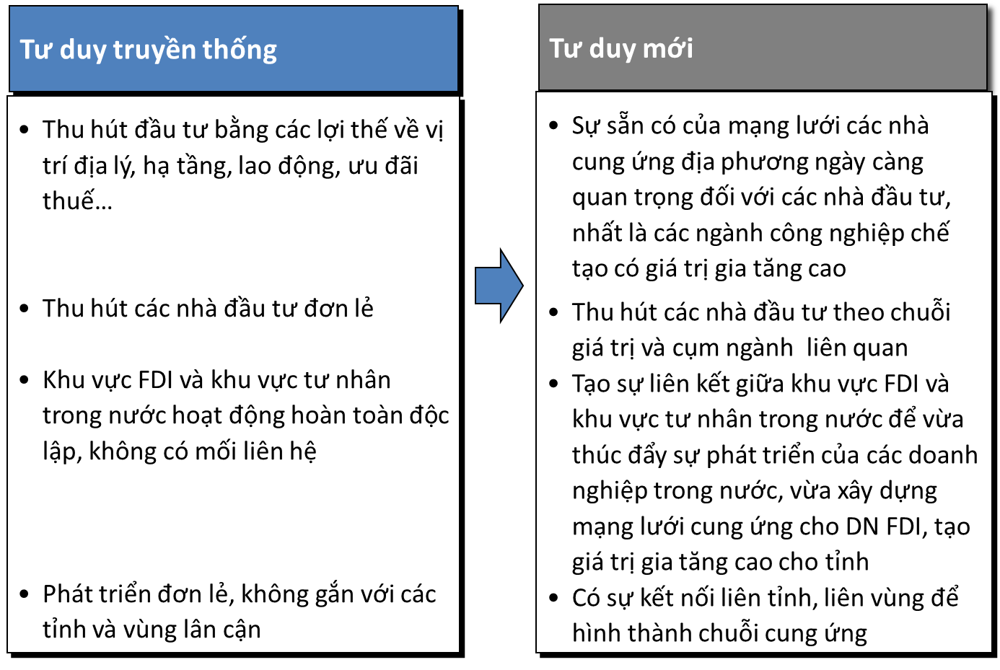 Tư duy truyền thống
• Thu hút đầu tư bằng các lợi thế về vị
trí địa lý, hạ tầng, lao động, ưu đãi
thuế...
• Thu hút các nhà đầu tư đơn lẻ
• Khu vực FDI và khu vực tư nhân
trong nước hoạt động hoàn toàn độc
lập, không có mối liên hệ
• Phát triển đơn lẻ, không gắn với các
tỉnh và vùng lân cận
Tư duy mới
• Sự sẵn có của mạng lưới các nhà
cung ứng địa phương ngày càng
quan trọng đối với các nhà đầu tư,
nhất là các ngành công nghiệp chế
tạo có giá trị gia tăng cao
• Thu hút các nhà đầu tư theo chuỗi
giá trị và cụm ngành  liên quan
• Tạo sự liên kết giữa khu vực FDI và
khu vực tư nhân trong nước để vừa
thúc đẩy sự phát triển của các doanh
nghiệp trong nước, vừa xây dựng
mạng lưới cung ứng cho DN FDI, tạo
giá trị gia tăng cao cho tỉnh
• Có sự kết nối liên tỉnh, liên vùng để
hình thành chuỗi cung ứng